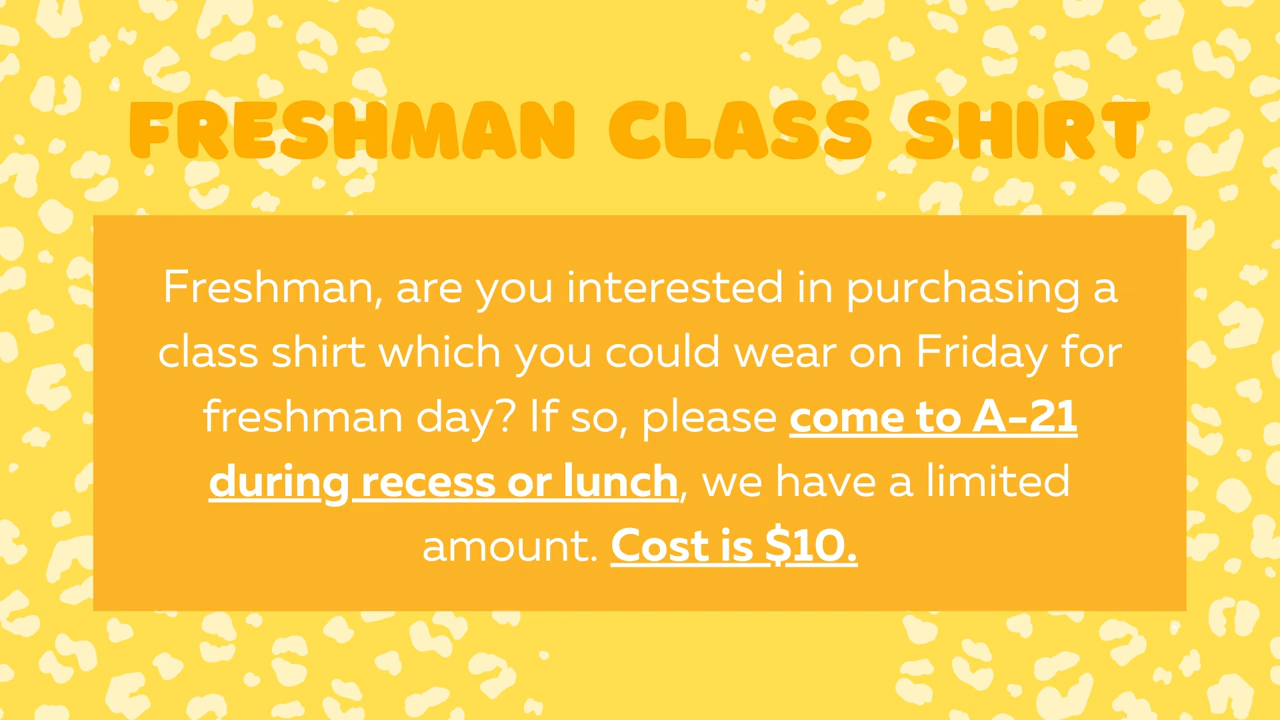 FRESHMAN CLASS SHIRT
Freshman, are you interested in purchasing a
class shirt which you could wear on Friday for
freshman day? If so, please come to A-21
during recess or lunch, we have a limited
amount. Cost is $10.